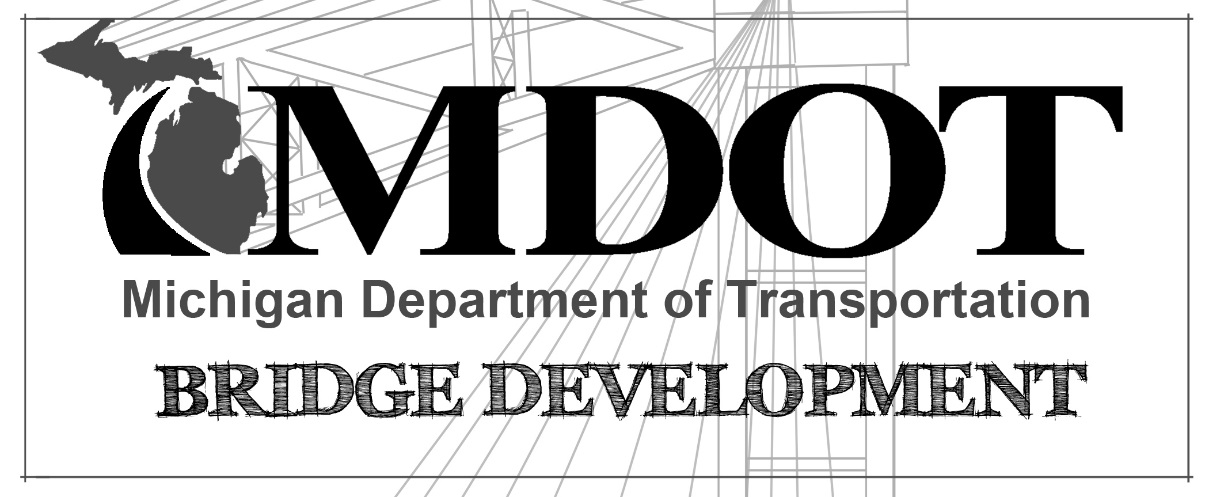 MDOT
Michigan Department of Transportation
BRIDGE DEVELOPMENT